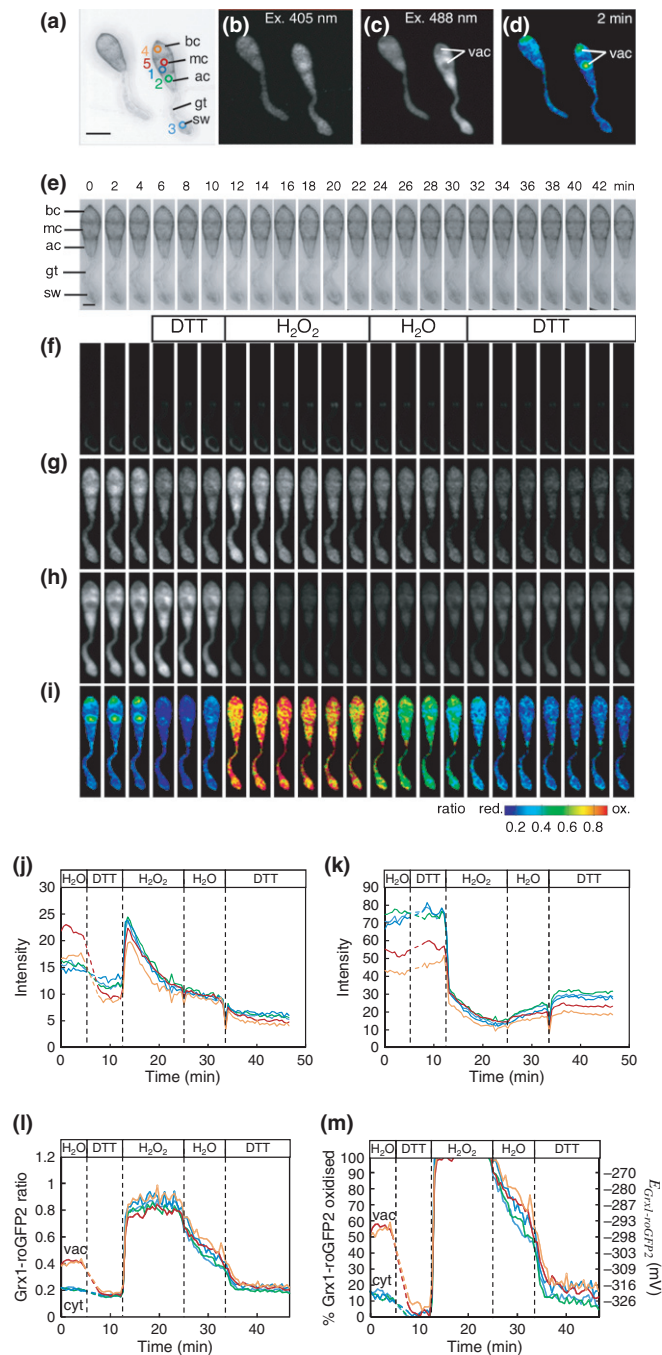 (a)
4
5
1
2
3
bc
mc
ac
gt
sw
(b)
Ex. 405 nm
(c)
Ex. 488 nm
vac
(d)
2 min
vac
(e)
0 2 4 6 8 10 12 14 16 18 20 22 24 26 28 30 32 34 36 38 40 42 min
bc
mc
ac
gt
sw
DTT H₂O₂ H₂O DTT
(f)
(g)
(h)
(i)
ratio red. ox.
0.2 0.4 0.6 0.8
(j)
H₂O DTT H₂O₂ H₂O DTT
30
25
20
15
10
5
0
Intensity
0 10 20 30 40 50
Time (min)
(k)
H₂O DTT H₂O₂ H₂O DTT
90
80
70
60
50
40
30
20
10
0
Intensity
0 10 20 30 40 50
Time (min)
(l)
H₂O DTT H₂O₂ H₂O DTT
1.2
1
0.8
0.6
0.4
0.2
0
Grx1-roGFP2 ratio
vac
cyt
0 10 20 30 40
Time (min)
(m)
H₂O DTT H₂O₂ H₂O DTT
100
90
80
70
60
50
40
30
20
10
0
% Grx1-roGFP2 oxidised
vac
cyt
−270
−280
−287
−293
−298
−303
−309
−316
−326
E Grx1-roGFP2 (mV)
0 10 20 30 40
Time (min)